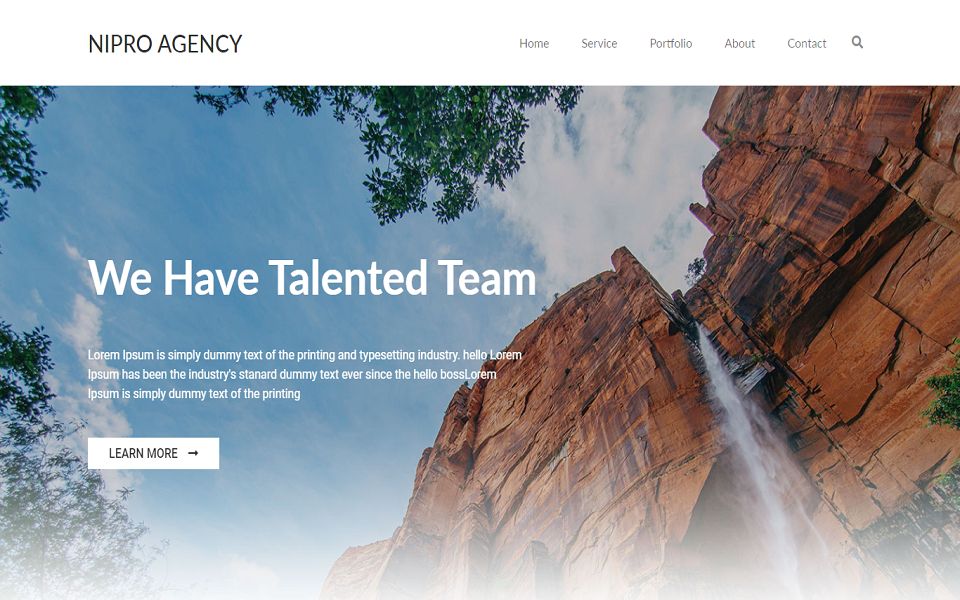 NIPRO AGENCY
Home Service Portfolio About Contact
We Have Talented Team
Lorem Ipsum is simply dummy text of the printing and typesetting industry. hello Lorem
Ipsum has been the industry's stanard dummy text ever since the hello bossLorem
Ipsum is simply dummy text of the printing
LEARN MORE